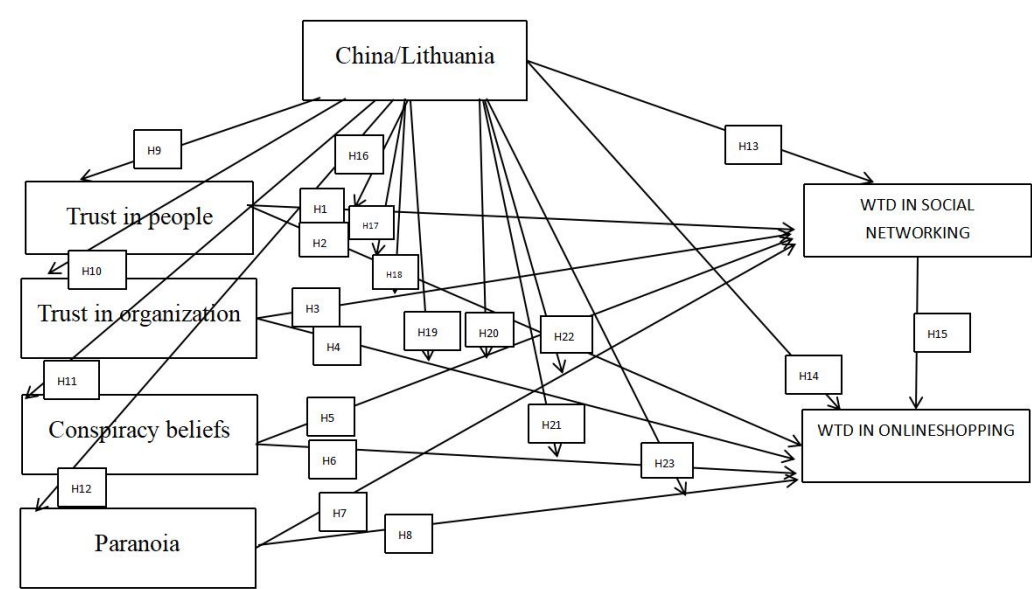 China/Lithuania
H9
H16
H13
Trust in people
H1
H17
H2
WTD IN SOCIAL
NETWORKING
H10
H18
Trust in organization
H3
H4
H19
H20
H22
H15
H11
H14
Conspiracy beliefs
H5
H21
WTD IN ONLINESHOPPING
H6
H23
H12
Paranoia
H7
H8